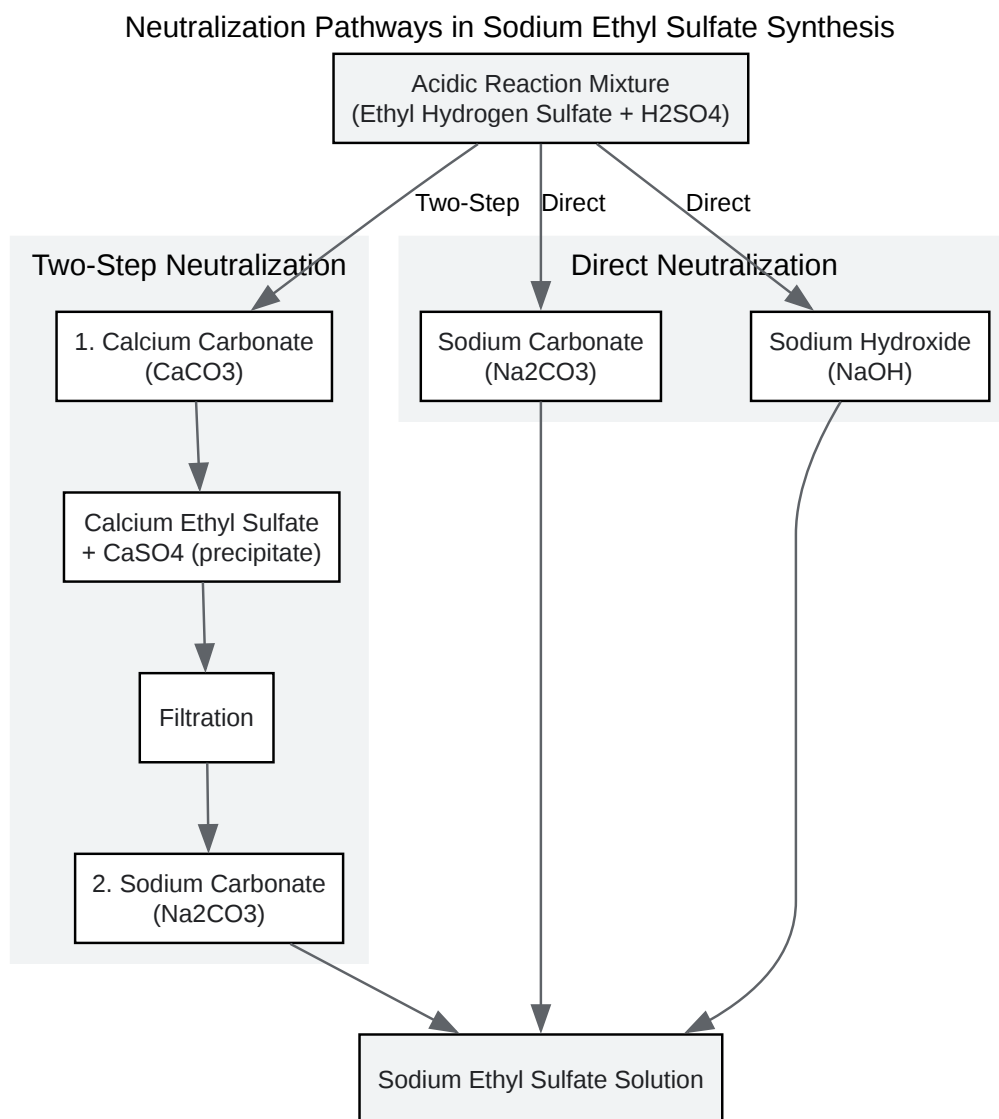 Neutralization Pathways in Sodium Ethyl Sulfate Synthesis
Acidic Reaction Mixture
(Ethyl Hydrogen Sulfate + H2SO4)
Two-Step
Direct
Direct
Two-Step Neutralization
Direct Neutralization
1. Calcium Carbonate
(CaCO3)
Sodium Carbonate
(Na2CO3)
Sodium Hydroxide
(NaOH)
Calcium Ethyl Sulfate
+ CaSO4 (precipitate)
Filtration
2. Sodium Carbonate
(Na2CO3)
Sodium Ethyl Sulfate Solution